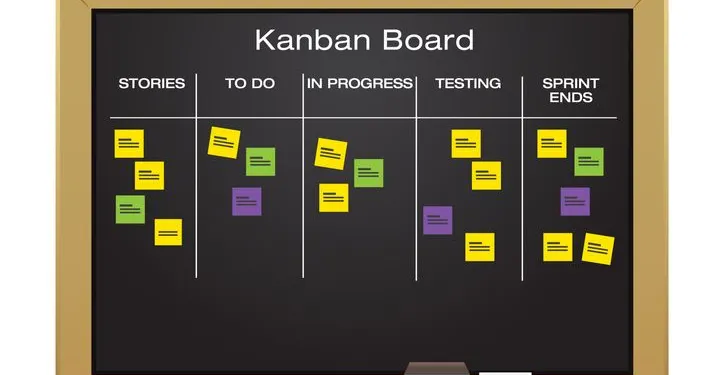 Kanban Board
STORIES
TO DO
IN PROGRESS
TESTING
SPRINT
ENDS